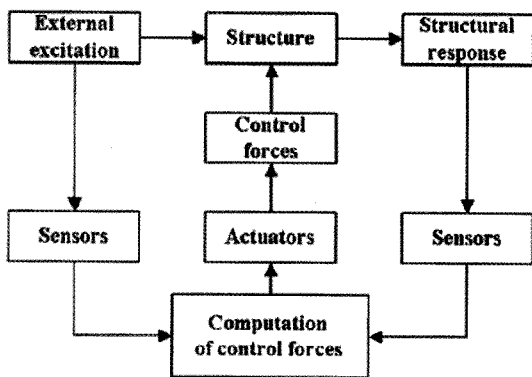 External
excitation
Structure
Structural
response
Control
forces
Sensors
Actuators
Sensors
Computation
of control forces